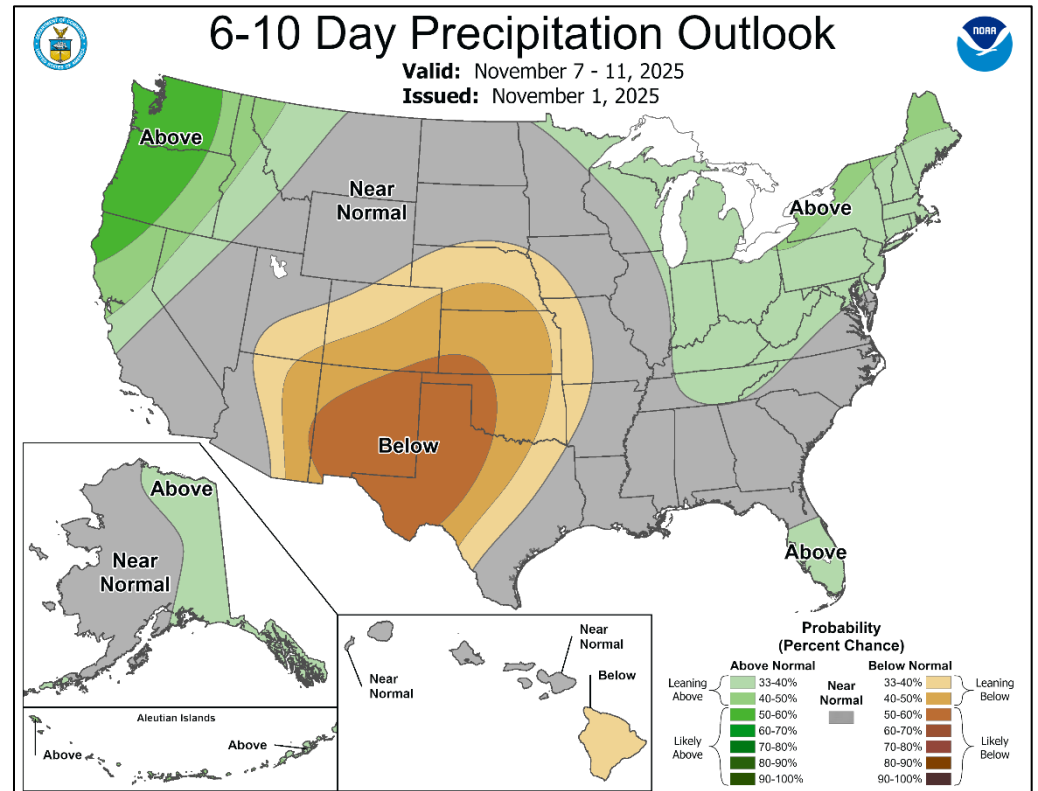 6-10 Day Precipitation Outlook
Valid: November 7 - 11, 2025
Issued: November 1, 2025
NOAA
Above
Near
Normal
Above
Below
Above
Above
Near
Normal
Near
Normal
Near
Normal
Below
Aleutian Islands
Above
Above
Probability
(Percent Chance)
Above Normal
Below Normal
Leaning
Above
33-40%
40-50%
Likely
Above
50-60%
60-70%
70-80%
80-90%
90-100%
Near
Normal
33-40%
40-50%
Leaning
Below
50-60%
60-70%
70-80%
80-90%
90-100%
Likely
Below